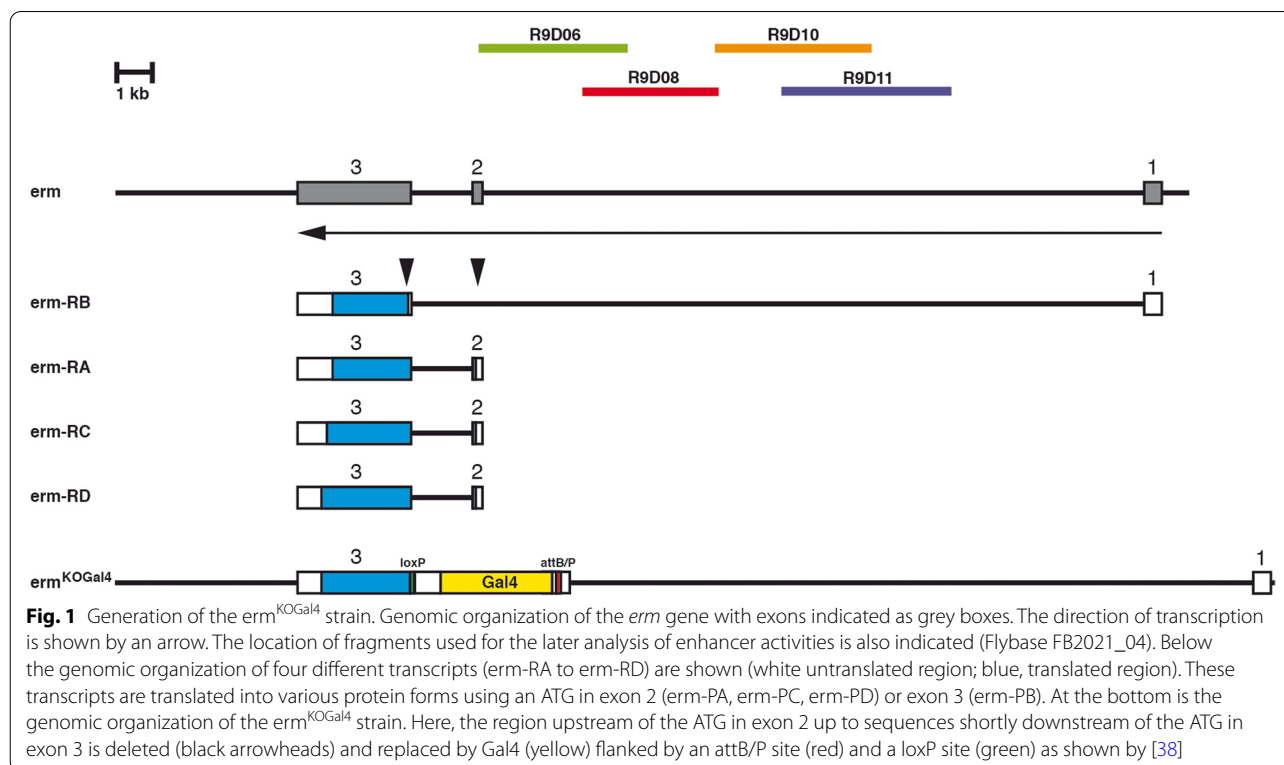 R9D06
R9D10
1 kb
R9D08
R9D11
erm
3
2
1
erm-RB
3
1
erm-RA
3
2
erm-RC
3
2
erm-RD
3
2
ermKOGal4
3
loxP
Gal4
attB/P
1
Fig. 1 Generation of the ermKOGal4 strain. Genomic organization of the erm gene with exons indicated as grey boxes. The direction of transcription
is shown by an arrow. The location of fragments used for the later analysis of enhancer activities is also indicated (Flybase FB2021_04). Below
the genomic organization of four different transcripts (erm-RA to erm-RD) are shown (white untranslated region; blue, translated region). These
transcripts are translated into various protein forms using an ATG in exon 2 (erm-PA, erm-PC, erm-PD) or exon 3 (erm-PB). At the bottom is the
genomic organization of the ermKOGal4 strain. Here, the region upstream of the ATG in exon 2 up to sequences shortly downstream of the ATG in
exon 3 is deleted (black arrowheads) and replaced by Gal4 (yellow) flanked by an attB/P site (red) and a loxP site (green) as shown by [38]